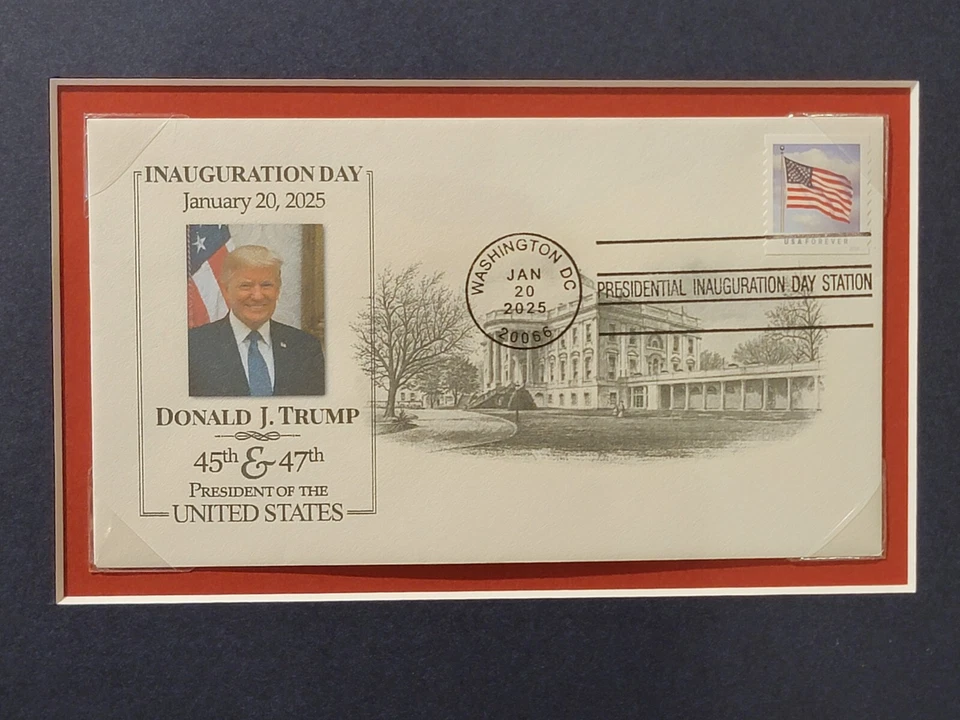 INAUGURATION DAY
January 20, 2025
DONALD J. TRUMP
45th & 47th
PRESIDENT OF THE
UNITED STATES
WASHINGTON DC
JAN
20
2025
20066
USA FOREVER
PRESIDENTIAL INAUGURATION DAY STATION